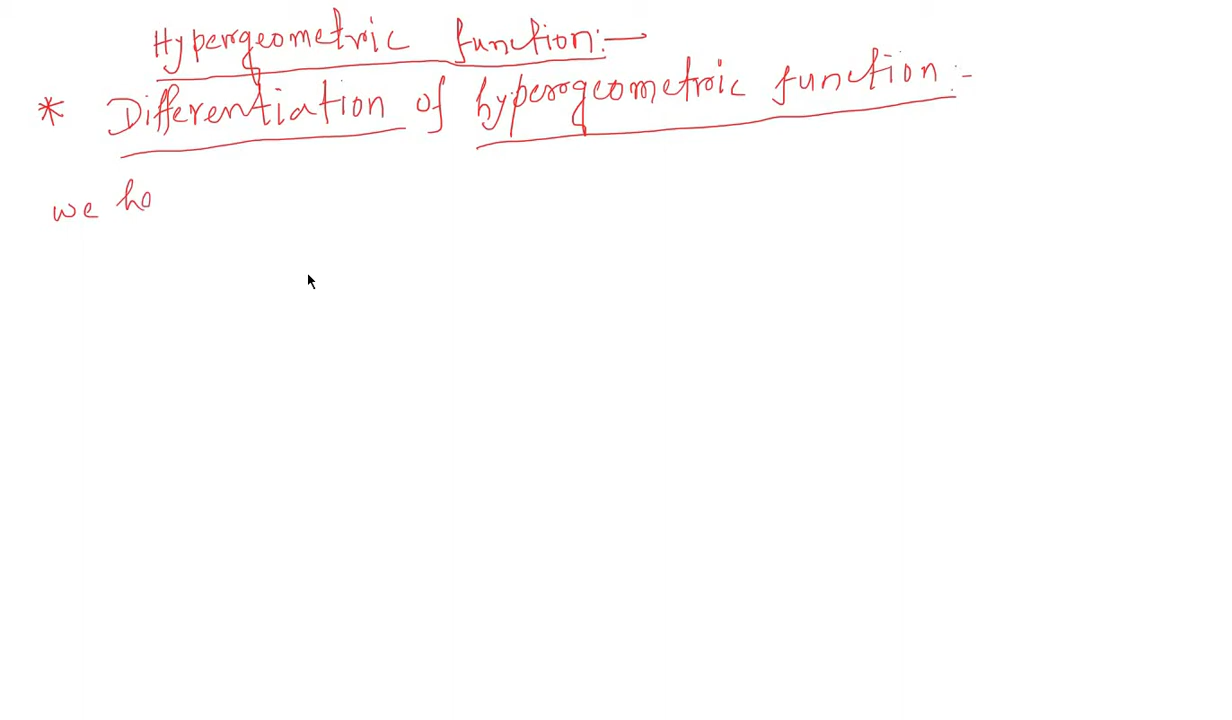 Hypergeometric function:-
* Differentiation of hypergeometric function:-
we ha